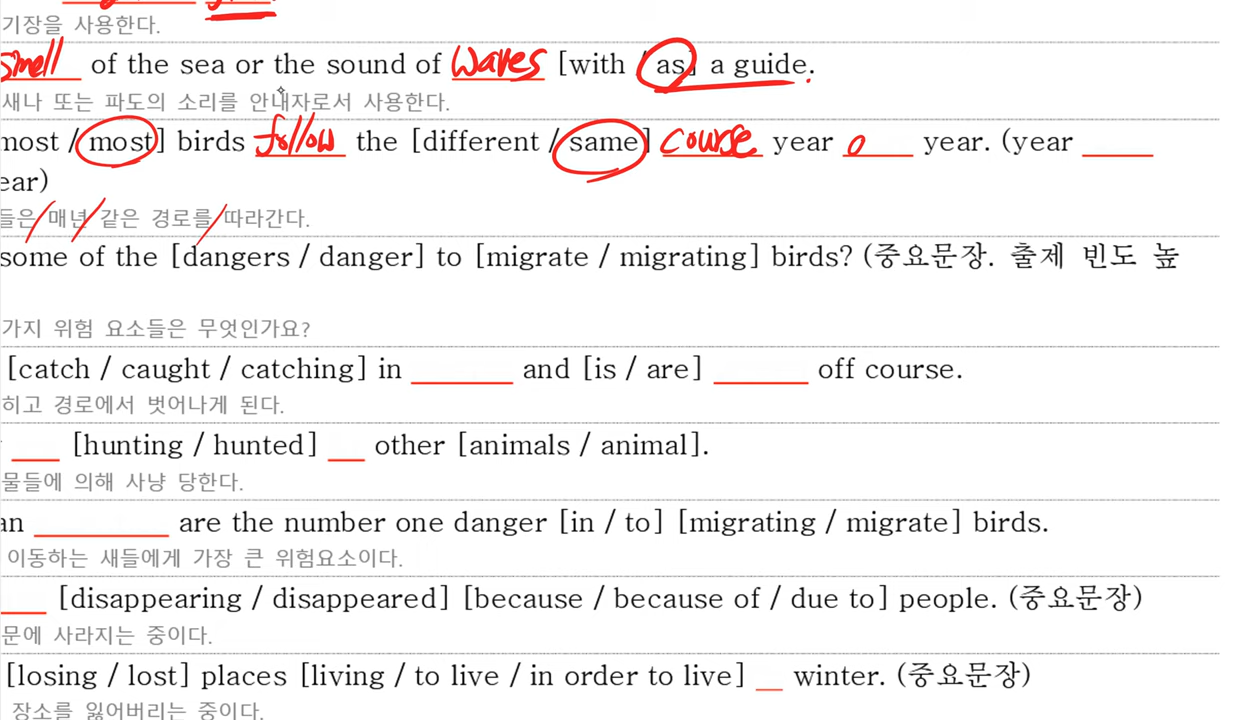 기장을 사용한다.
smell of the sea or the sound of waves [with / as] a guide.
새나 또는 파도의 소리를 안내자로서 사용한다.
most / most] birds follow the [different / same] course year o___ year. (year ____
ear)
들은/매년/같은 경로를/따라간다.
some of the [dangers / danger] to [migrate / migrating] birds? (중요문장. 출제 빈도 높
가지 위험 요소들은 무엇인가요?
[catch / caught / catching] in ______ and [is / are] ______ off course.
히고 경로에서 벗어나게 된다.
___ [hunting / hunted] __ other [animals / animal].
물들에 의해 사냥 당한다.
an ________ are the number one danger [in / to] [migrating / migrate] birds.
이동하는 새들에게 가장 큰 위험요소이다.
___ [disappearing / disappeared] [because / because of / due to] people. (중요문장)
문에 사라지는 중이다.
[losing / lost] places [living / to live / in order to live] _ winter. (중요문장)
장소를 잃어버리는 중이다.